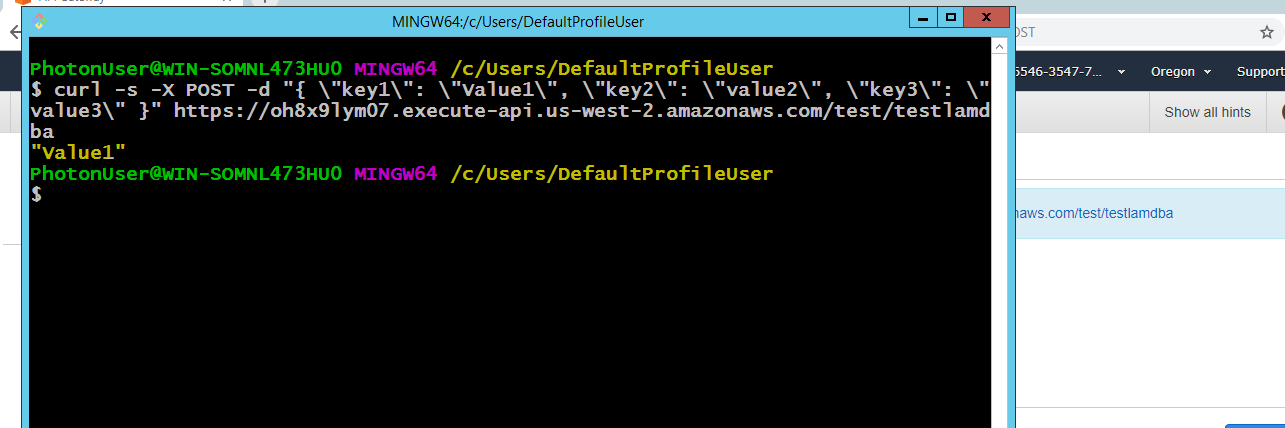 MINGW64:/c/Users/DefaultProfileUser
PhotonUser@WIN-SOMNL473HU0 MINGW64 /c/Users/DefaultProfileUser
$ curl -s -X POST -d "{ \"key1\": \"Value1\", \"key2\": \"value2\", \"key3\": \"
value3\" }" https://oh8x9lym07.execute-api.us-west-2.amazonaws.com/test/testlamd
ba
"Value1"
PhotonUser@WIN-SOMNL473HU0 MINGW64 /c/Users/DefaultProfileUser
$
OST
5546-3547-7... Oregon Support
Show all hints
naws.com/test/testlamdba